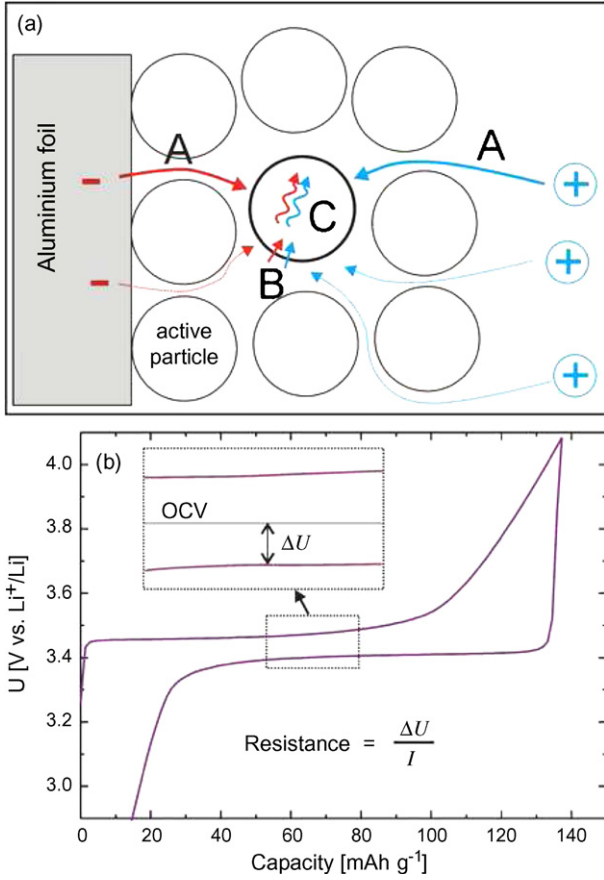 (a)
Aluminium foil
A
A
C
B
active
particle
−
−
+
+
+
(b)
OCV
ΔU
U [V vs. Li⁺/Li]
4.0
3.8
3.6
3.4
3.2
3.0
Resistance = ΔU
I
0 20 40 60 80 100 120 140
Capacity [mAh g⁻¹]